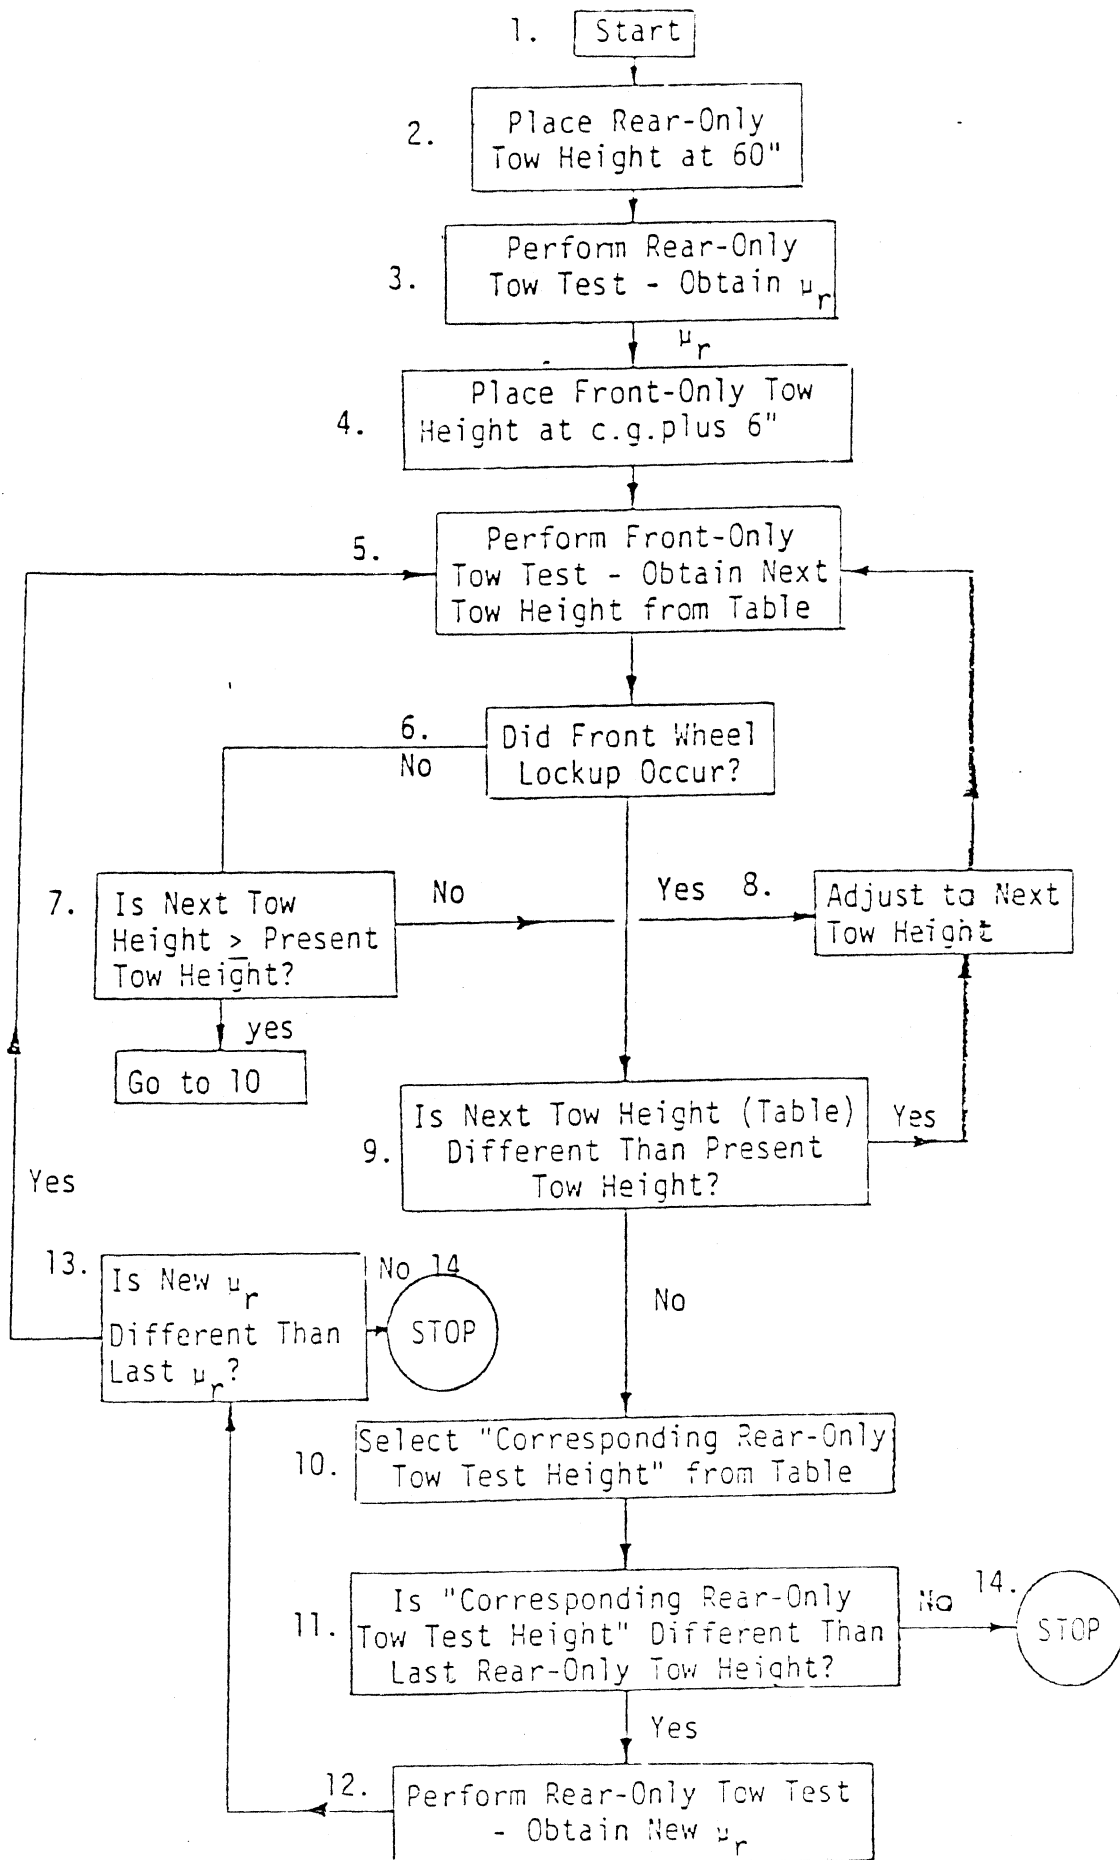 1. Start
2. Place Rear-Only
Tow Height at 60"
3. Perform Rear-Only
Tow Test - Obtain μr
μr
4. Place Front-Only Tow
Height at c.g.plus 6"
5. Perform Front-Only
Tow Test - Obtain Next
Tow Height from Table
6. Did Front Wheel
Lockup Occur?
No
7. Is Next Tow
Height ≥ Present
Tow Height?
No
Yes
8. Adjust to Next
Tow Height
yes
Go to 10
9. Is Next Tow Height (Table)
Different Than Present
Tow Height?
Yes
Yes
No
13. Is New μr
Different Than
Last μr?
No 14
STOP
10. Select "Corresponding Rear-Only
Tow Test Height" from Table
11. Is "Corresponding Rear-Only
Tow Test Height" Different Than
Last Rear-Only Tow Height?
No 14.
STOP
Yes
12. Perform Rear-Only Tow Test
- Obtain New μr